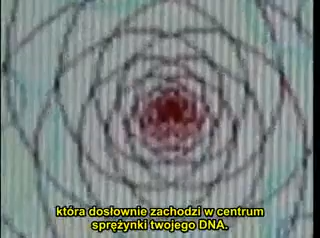 która dosłownie zachodzi w centrum
sprężynki twojego DNA.